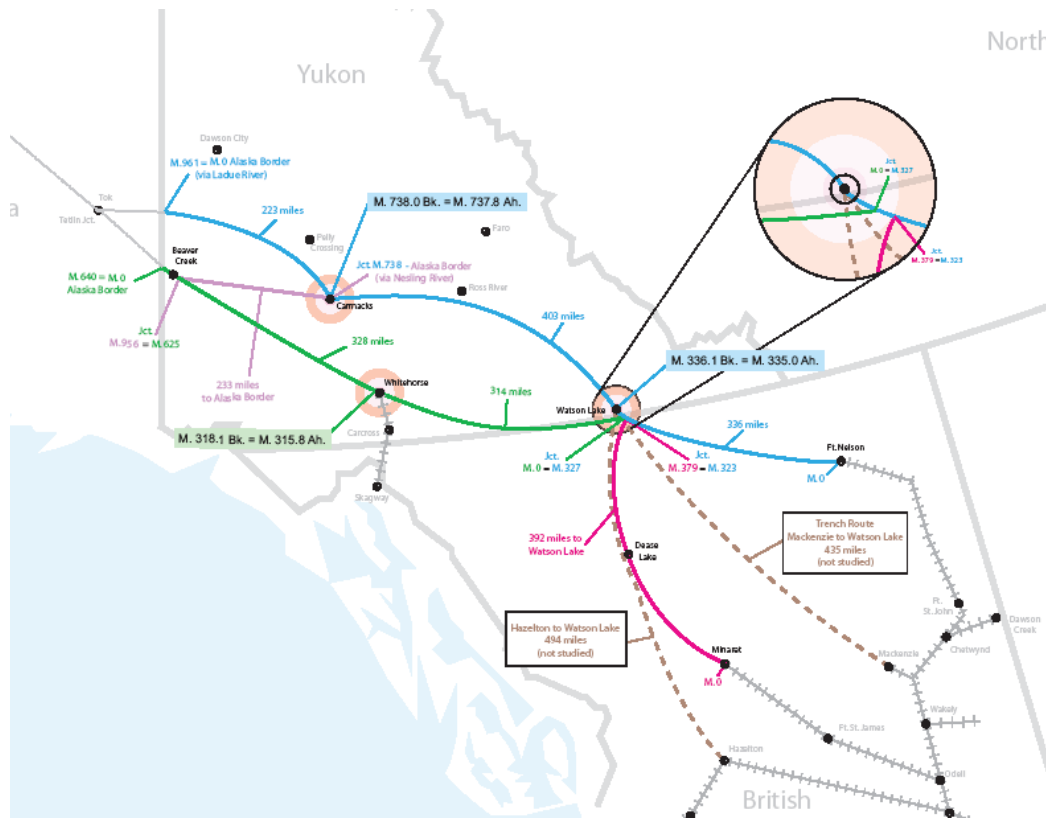 North
Yukon
Dawson City
M.961 = M.0 Alaska Border
(via Ladue River)
Jct.
M.0 = M.327
Tok
a
Tatlin Jct.
223 miles
M. 738.0 Bk. = M. 737.8 Ah.
Pelly
Crossing
Faro
Beaver
Creek
Jct. M.738 - Alaska Border
(via Nesling River)
Jct.
M.379 = M.323
M.640 = M.0
Alaska Border
Ross River
Carmacks
403 miles
Jct.
M.956 = M.625
328 miles
M. 336.1 Bk. = M. 335.0 Ah.
233 miles
to Alaska Border
Whitehorse
314 miles
Watson Lake
336 miles
M. 318.1 Bk. = M. 315.8 Ah.
Carcross
Ft.Nelson
Jct.
M.0 = M.327
Jct.
M.379 = M.323
M.0
Skagway
392 miles to
Watson Lake
Trench Route
Mackenzie to Watson Lake
435 miles
(not studied)
Dease
Lake
Ft.
St.John
Dawson
Creek
Hazelton to Watson Lake
494 miles
(not studied)
Chetwynd
Minaret
Mackenzie
M.0
Wakely
Ft.St.James
Hazelton
Odell
British